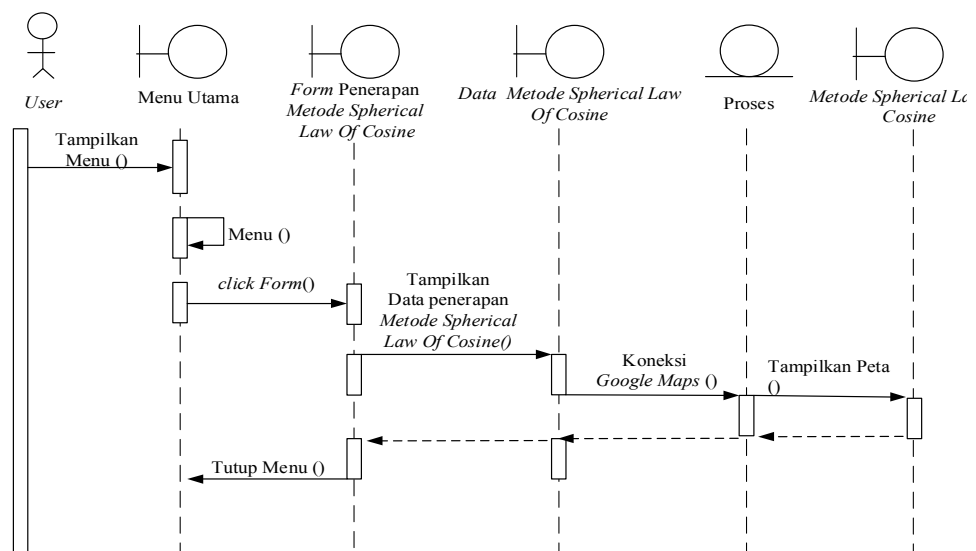 User
Menu Utama
Form Penerapan
Metode Spherical
Law Of Cosine
Data Metode Spherical Law
Of Cosine
Proses
Metode Spherical
Cosine
Tampilkan
Menu ()
Menu ()
click Form()
Tampilkan
Data penerapan
Metode Spherical
Law Of Cosine()
Koneksi
Google Maps ()
Tampilkan Peta
()
Tutup Menu ()